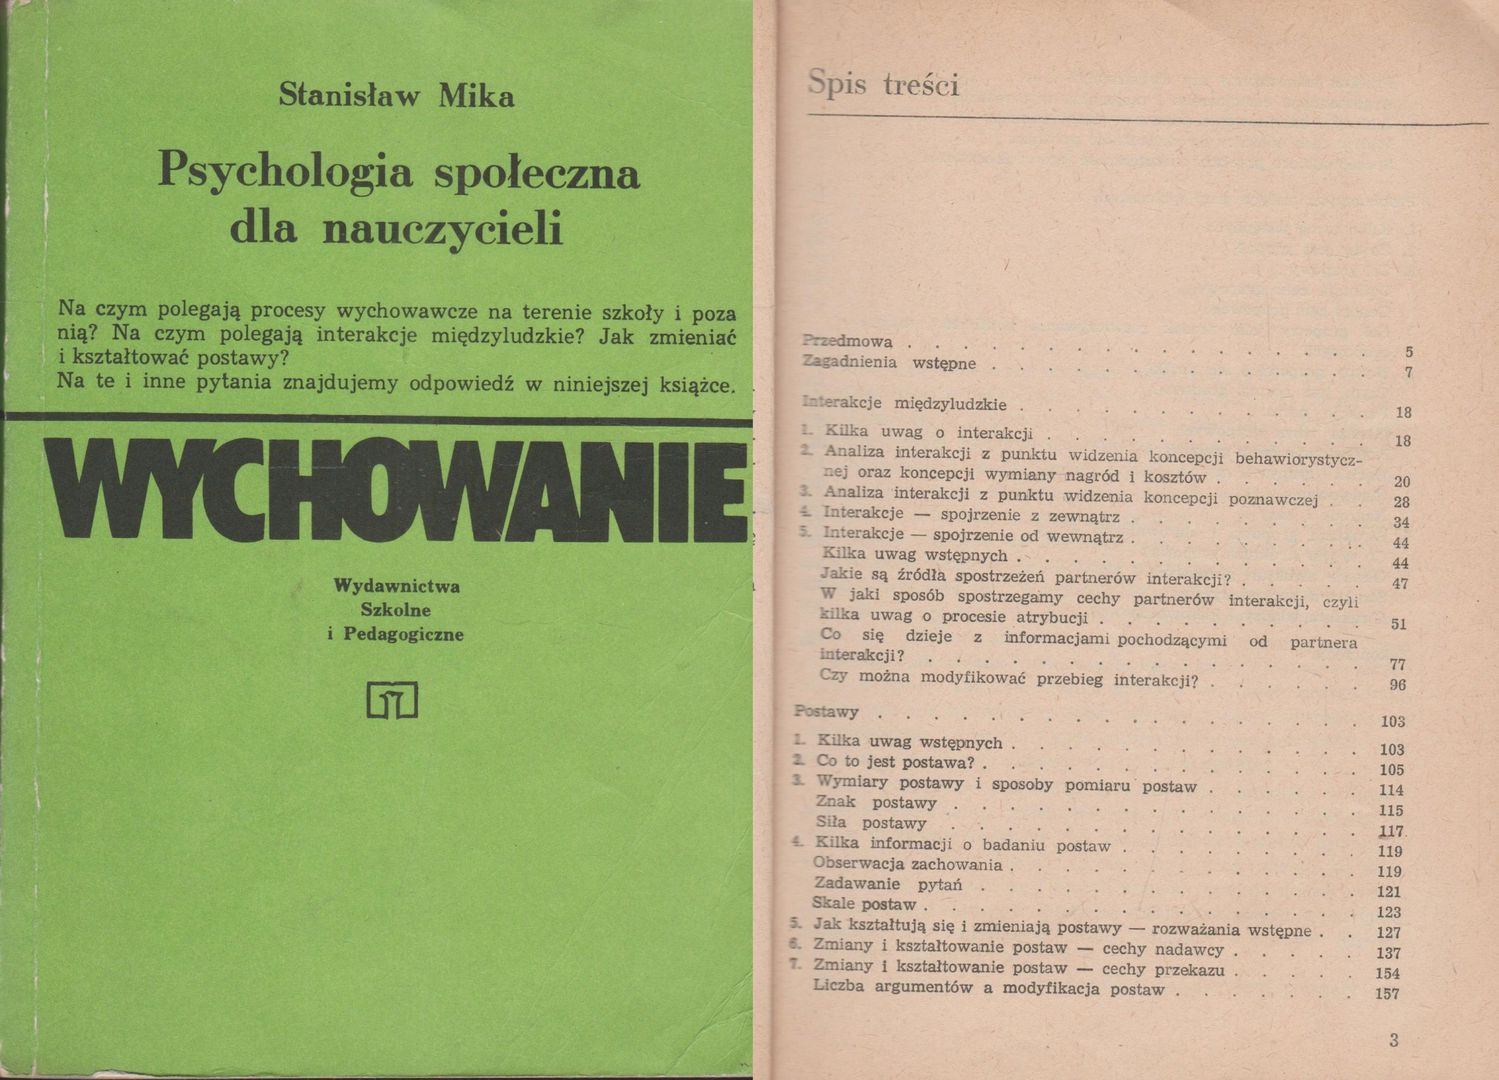 Stanisław Mika
Psychologia społeczna
dla nauczycieli
Na czym polegają procesy wychowawcze na terenie szkoły i poza
nią? Na czym polegają interakcje międzyludzkie? Jak zmieniać
i kształtować postawy?
Na te i inne pytania znajdujemy odpowiedź w niniejszej książce.
WYCHOWANIE
Wydawnictwa
Szkolne
i Pedagogiczne
Spis treści
Przedmowa . . . . . . . . . . . . . . . . . 5
Zagadnienia wstępne . . . . . . . . . . . . . . 7
Interakcje międzyludzkie . . . . . . . . . . . . . 18
1. Kilka uwag o interakcji . . . . . . . . . . . . 18
2. Analiza interakcji z punktu widzenia koncepcji behawiorystycz-
nej oraz koncepcji wymiany nagród i kosztów . . . . . . 20
3. Analiza interakcji z punktu widzenia koncepcji poznawczej . . 28
4. Interakcje — spojrzenie z zewnątrz . . . . . . . . . 34
5. Interakcje — spojrzenie od wewnątrz . . . . . . . . . 44
Kilka uwag wstępnych . . . . . . . . . . . . . 44
Jakie są źródła spostrzeżeń partnerów interakcji? . . . . . 47
W jaki sposób spostrzegamy cechy partnerów interakcji, czyli
kilka uwag o procesie atrybucji . . . . . . . . . . 51
Co się dzieje z informacjami pochodzącymi od partnera
interakcji? . . . . . . . . . . . . . . . . 77
Czy można modyfikować przebieg interakcji? . . . . . . 96
Postawy . . . . . . . . . . . . . . . . . . 103
1. Kilka uwag wstępnych . . . . . . . . . . . . . 103
2. Co to jest postawa? . . . . . . . . . . . . . . 105
3. Wymiary postawy i sposoby pomiaru postaw . . . . . . 114
Znak postawy . . . . . . . . . . . . . . . 115
Siła postawy . . . . . . . . . . . . . . . 117
4. Kilka informacji o badaniu postaw . . . . . . . . . 119
Obserwacja zachowania . . . . . . . . . . . . . 119
Zadawanie pytań . . . . . . . . . . . . . . 121
Skale postaw . . . . . . . . . . . . . . . . 123
5. Jak kształtują się i zmieniają postawy — rozważania wstępne . . 127
6. Zmiany i kształtowanie postaw — cechy nadawcy . . . . . 137
7. Zmiany i kształtowanie postaw — cechy przekazu . . . . . 154
Liczba argumentów a modyfikacja postaw . . . . . . . 157
3